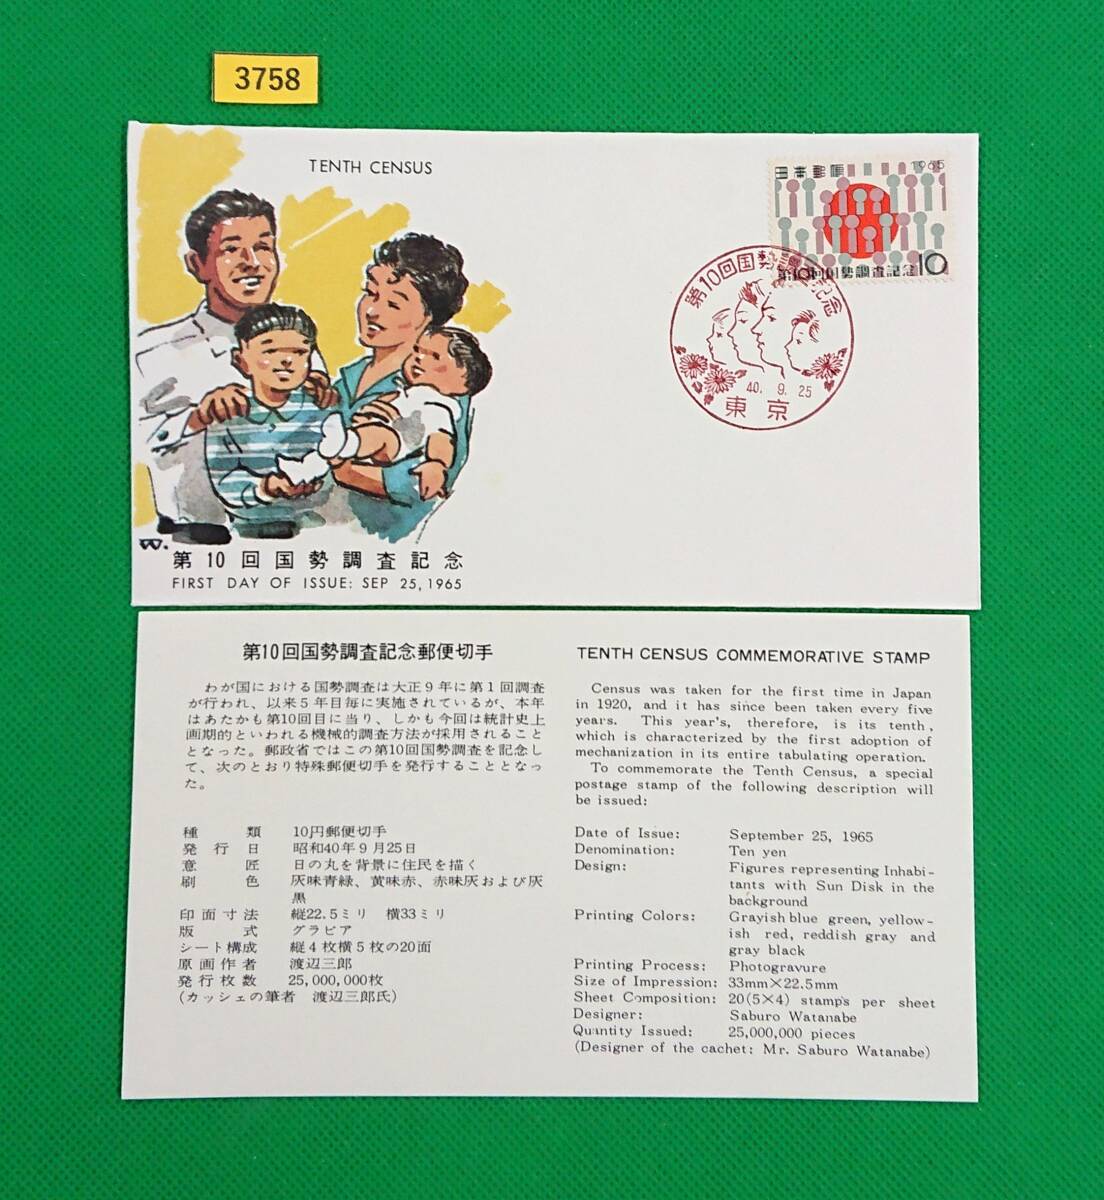 3758
TENTH CENSUS
日本郵便 1965
第10回国勢調査記念 10
第10回国勢調査記念
40. 9. 25
東京
W.
第10回国勢調査記念
FIRST DAY OF ISSUE: SEP 25, 1965
第10回国勢調査記念郵便切手
わが国における国勢調査は大正9年に第1回調査
が行われ、以来5年目毎に実施されているが、本年
はあたかも第10回目に当り、しかも今回は統計史上
画期的といわれる機械的調査方法が採用されること
となった。郵政省ではこの第10回国勢調査を記念し
て、次のとおり特殊郵便切手を発行することとなっ
た。
種類 10円郵便切手
発行日 昭和40年9月25日
意匠 日の丸を背景に住民を描く
刷色 灰味青緑、黄味赤、赤味灰および灰
黒
印面寸法 縦22.5ミリ 横33ミリ
版式 グラビア
シート構成 縦4枚横5枚の20面
原画作者 渡辺三郎
発行枚数 25,000,000枚
(カッシェの筆者 渡辺三郎氏)
TENTH CENSUS COMMEMORATIVE STAMP
Census was taken for the first time in Japan
in 1920, and it has since been taken every five
years. This year's, therefore, is its tenth,
which is characterized by the first adoption of
mechanization in its entire tabulating operation.
To commemorate the Tenth Census, a special
postage stamp of the following description will
be issued:
Date of Issue: September 25, 1965
Denomination: Ten yen
Design: Figures representing Inhabi-
tants with Sun Disk in the
background
Printing Colors: Grayish blue green, yellow-
ish red, reddish gray and
gray black
Printing Process: Photogravure
Size of Impression: 33mm×22.5mm
Sheet Composition: 20(5×4) stamps per sheet
Designer: Saburo Watanabe
Quantity Issued: 25,000,000 pieces
(Designer of the cachet: Mr. Saburo Watanabe)